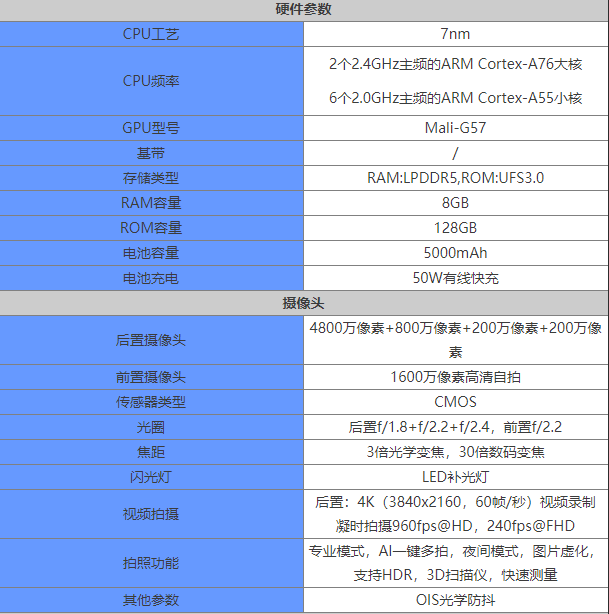 硬件参数
CPU工艺
7nm
CPU频率
2个2.4GHz主频的ARM Cortex-A76大核
6个2.0GHz主频的ARM Cortex-A55小核
GPU型号
Mali-G57
基带
/
存储类型
RAM:LPDDR5,ROM:UFS3.0
RAM容量
8GB
ROM容量
128GB
电池容量
5000mAh
电池充电
50W有线快充
摄像头
后置摄像头
4800万像素+800万像素+200万像素+200万像
素
前置摄像头
1600万像素高清自拍
传感器类型
CMOS
光圈
后置f/1.8+f/2.2+f/2.4，前置f/2.2
焦距
3倍光学变焦，30倍数码变焦
闪光灯
LED补光灯
视频拍摄
后置：4K（3840x2160，60帧/秒）视频录制
凝时拍摄960fps@HD，240fps@FHD
拍照功能
专业模式，AI一键多拍，夜间模式，图片虚化，
支持HDR，3D扫描仪，快速测量
其他参数
OIS光学防抖